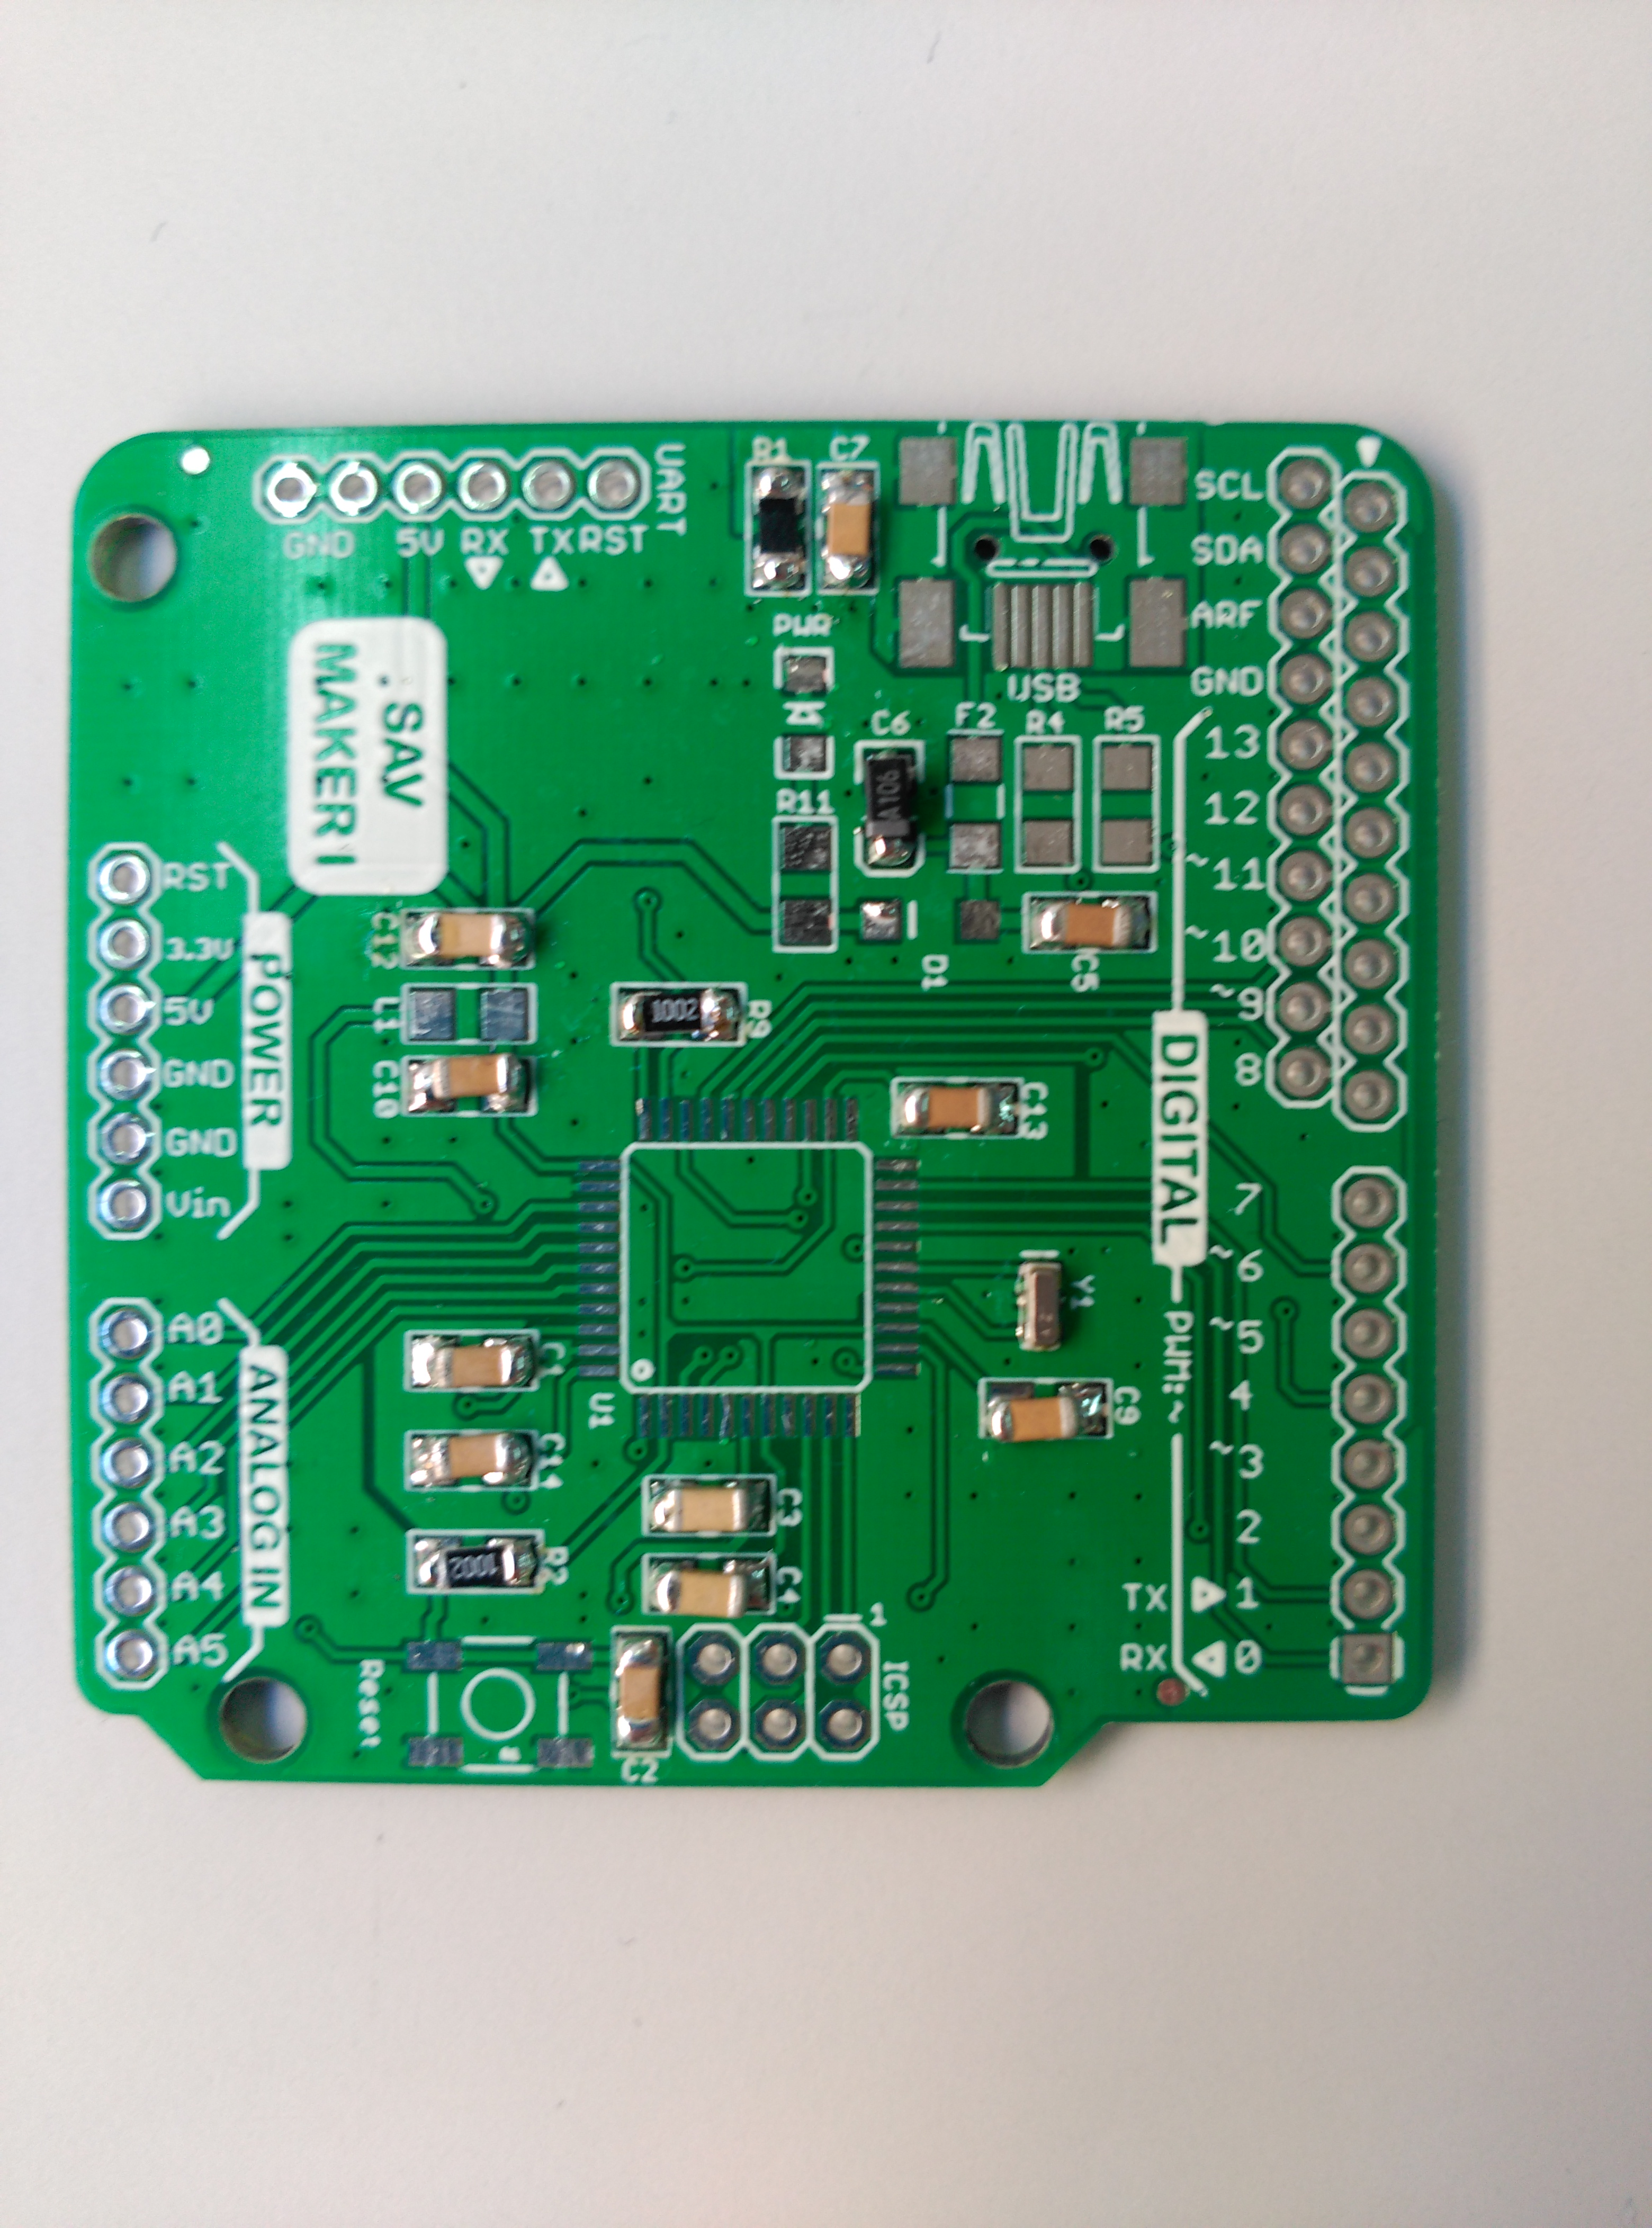 UART
GND 5V RX TX RST
R1
C7
SCL
SDA
ARF
GND
PWR
USB
.SAV
MAKER I
C6
F2
R4
R5
A106
R11
13
12
~11
~10
~9
8
RST
3.3V
5V
GND
GND
Vin
POWER
C12
L1
C10
1002
R9
D1
C5
C13
DIGITAL
PWM: ~
7
~6
~5
4
~3
2
TX 1
RX 0
A0
A1
A2
A3
A4
A5
ANALOG IN
C1
U1
C14
Y1
C9
C3
C4
1002
R2
Reset
C2
1
ICSP